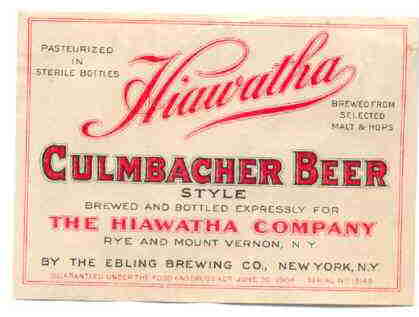 PASTEURIZED
IN
STERILE BOTTLES
Hiawatha
BREWED FROM
SELECTED
MALT & HOPS
CULMBACHER BEER
STYLE
BREWED AND BOTTLED EXPRESSLY FOR
THE HIAWATHA COMPANY
RYE AND MOUNT VERNON, N.Y
BY THE EBLING BREWING CO., NEW YORK, N.Y.
GUARANTEED UNDER THE FOOD AND DRUGS ACT, JUNE 30, 1906. SERIAL NO.